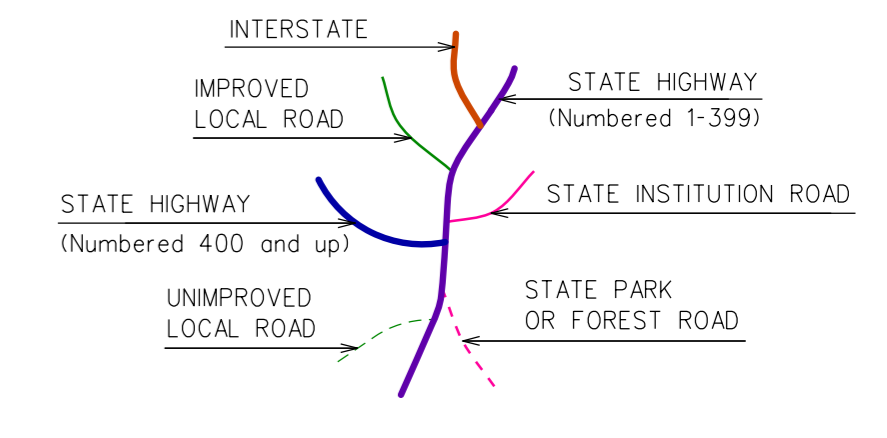 INTERSTATE
STATE HIGHWAY
(Numbered 1-399)
IMPROVED
LOCAL ROAD
STATE INSTITUTION ROAD
STATE HIGHWAY
(Numbered 400 and up)
STATE PARK
OR FOREST ROAD
UNIMPROVED
LOCAL ROAD